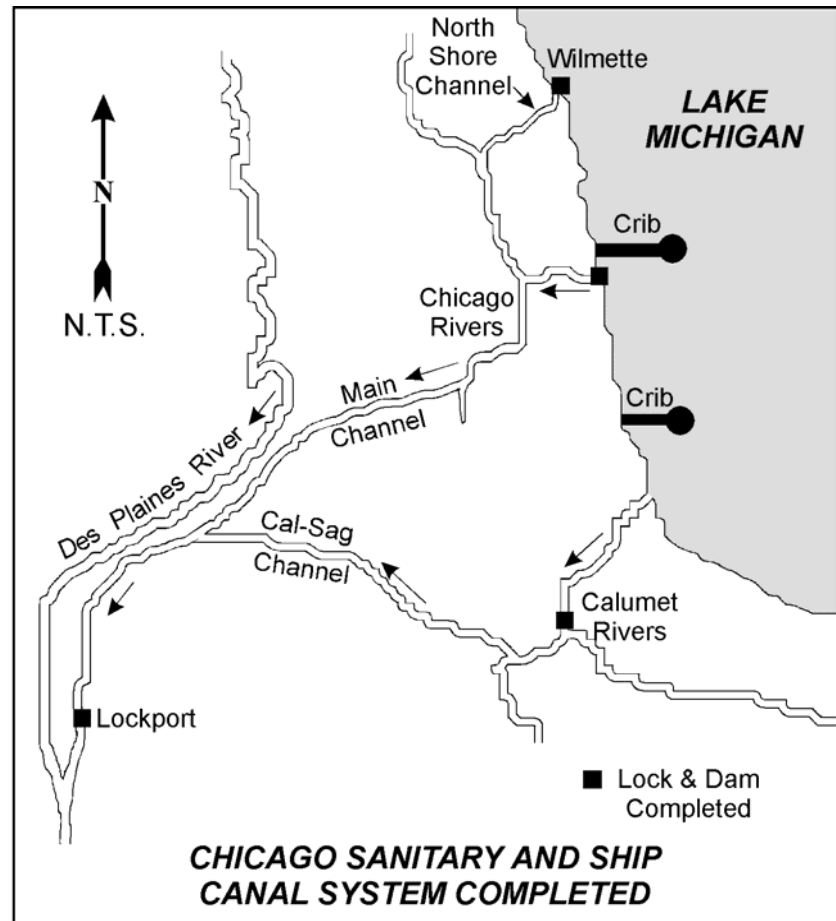 North
Shore
Channel
Wilmette
LAKE
MICHIGAN
N
N.T.S.
Crib
Chicago
Rivers
Main
Channel
Crib
Des Plaines River
Cal-Sag
Channel
Calumet
Rivers
Lockport
Lock & Dam
Completed
CHICAGO SANITARY AND SHIP
CANAL SYSTEM COMPLETED